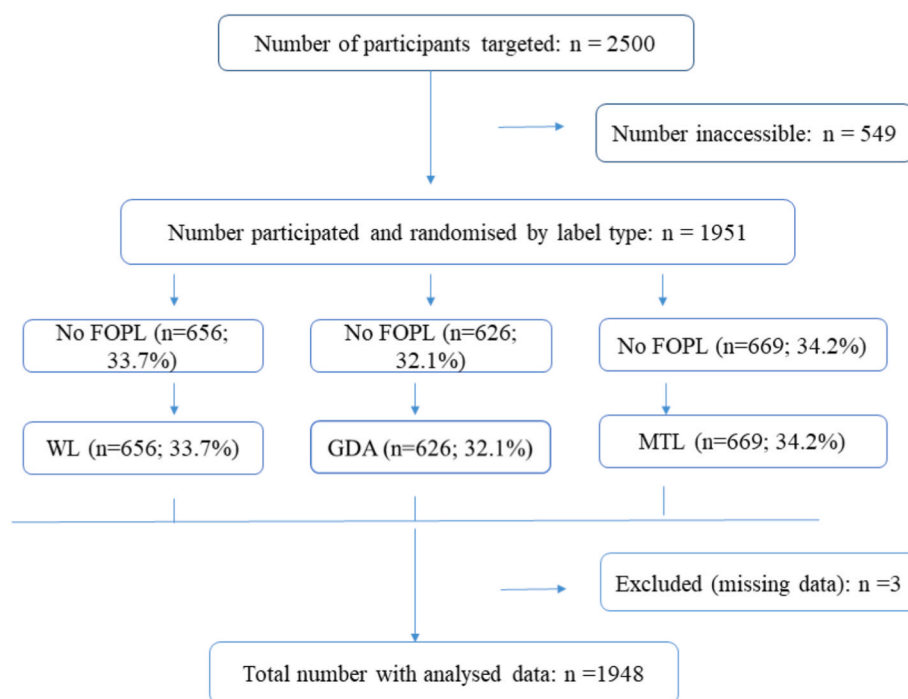 Number of participants targeted: n = 2500
Number inaccessible: n = 549
Number participated and randomised by label type: n = 1951
No FOPL (n=656;
33.7%)
No FOPL (n=626;
32.1%)
No FOPL (n=669; 34.2%)
WL (n=656; 33.7%)
GDA (n=626; 32.1%)
MTL (n=669; 34.2%)
Excluded (missing data): n =3
Total number with analysed data: n =1948